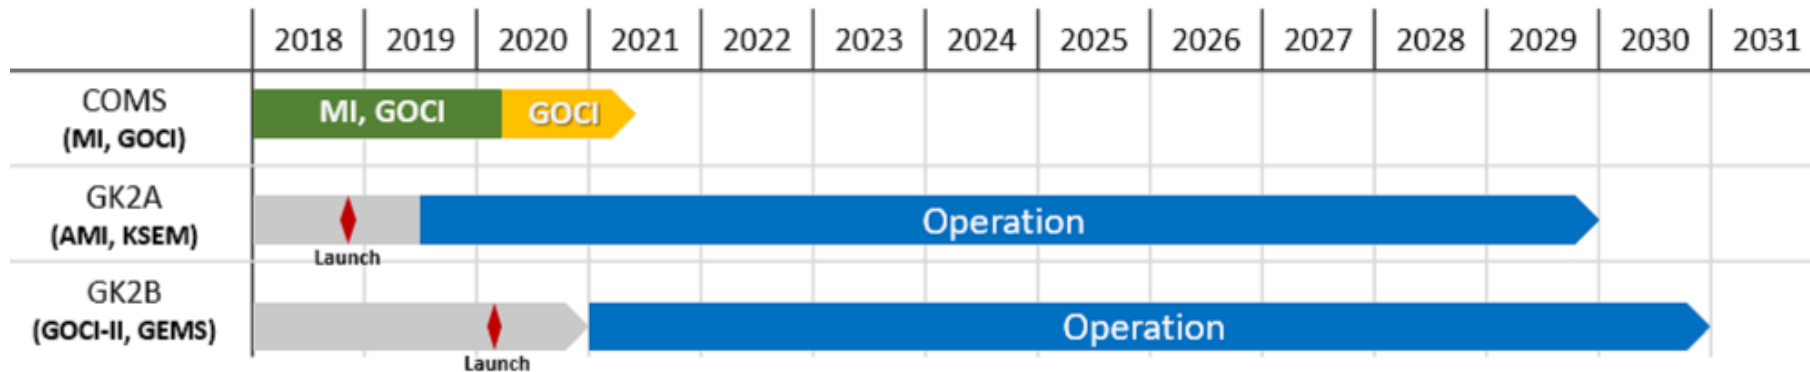 2018 2019 2020 2021 2022 2023 2024 2025 2026 2027 2028 2029 2030 2031
COMS
(MI, GOCI)
MI, GOCI
GOCI
GK2A
(AMI, KSEM)
Launch
Operation
GK2B
(GOCI-II, GEMS)
Launch
Operation